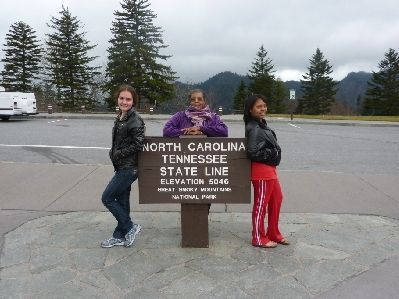 NORTH CAROLINA
TENNESSEE
STATE LINE
ELEVATION 5046
GREAT SMOKY MOUNTAINS
NATIONAL PARK